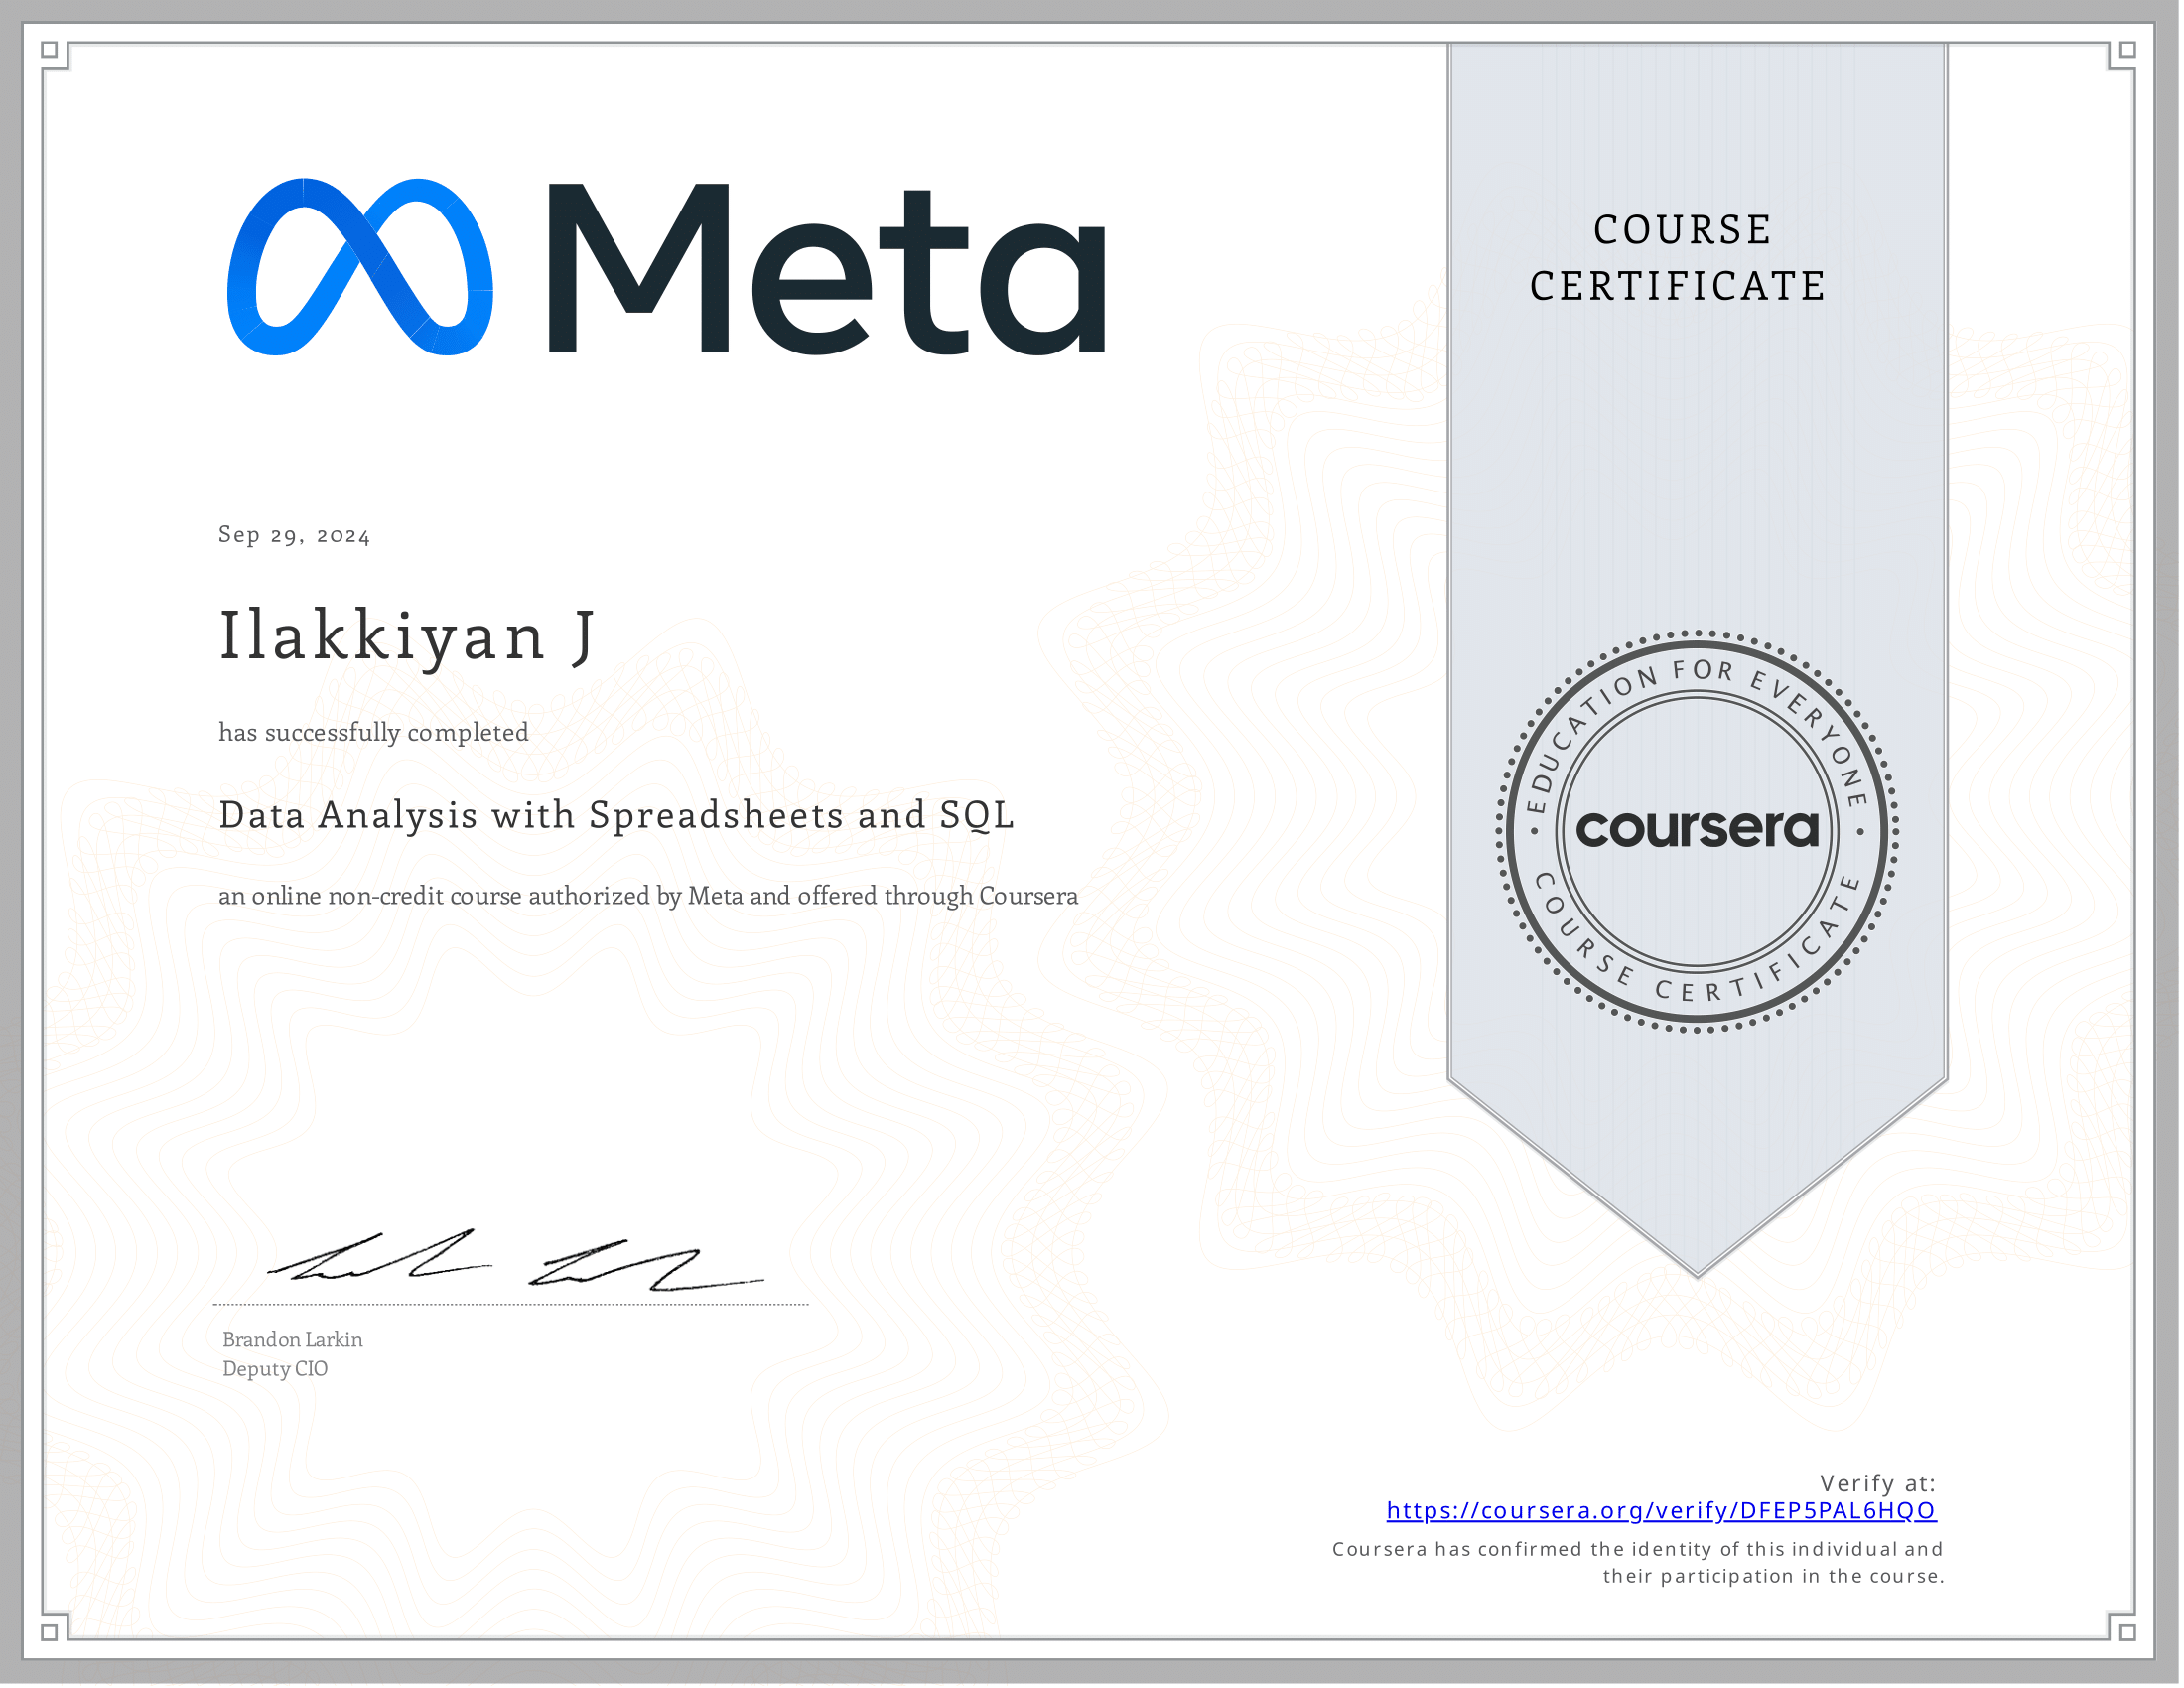 Meta
COURSE
CERTIFICATE
Sep 29, 2024
Ilakkiyan J
has successfully completed
Data Analysis with Spreadsheets and SQL
an online non-credit course authorized by Meta and offered through Coursera
EDUCATION FOR EVERYONE
coursera
COURSE CERTIFICATE
Brandon Larkin
Deputy CIO
Verify at:
https://coursera.org/verify/DFEP5PAL6HQO
Coursera has confirmed the identity of this individual and
their participation in the course.